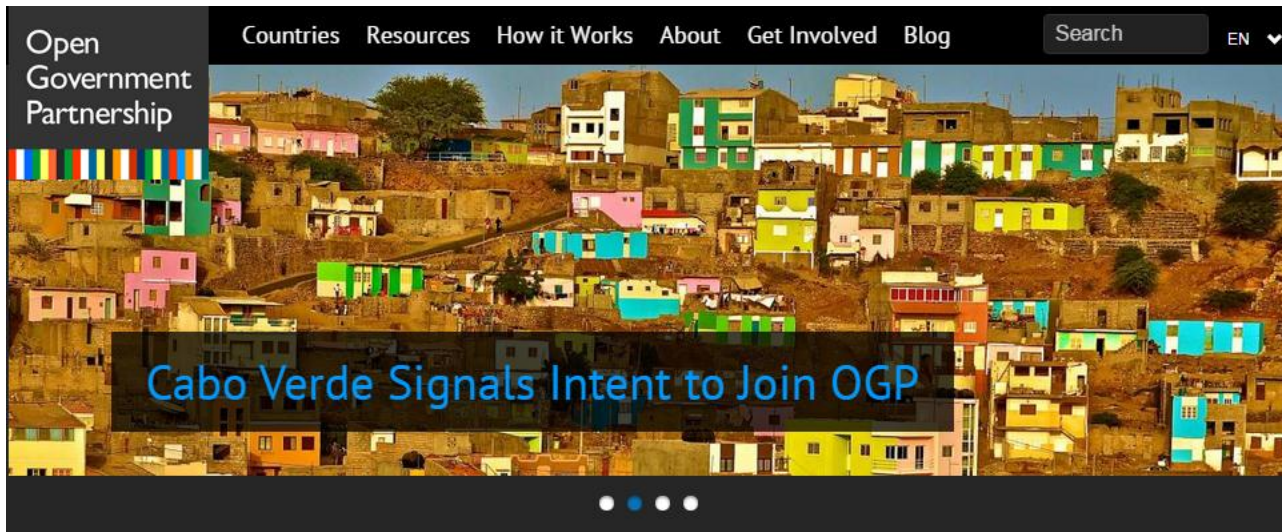 Open
Government
Partnership
Countries Resources How it Works About Get Involved Blog
Search
EN
Cabo Verde Signals Intent to Join OGP